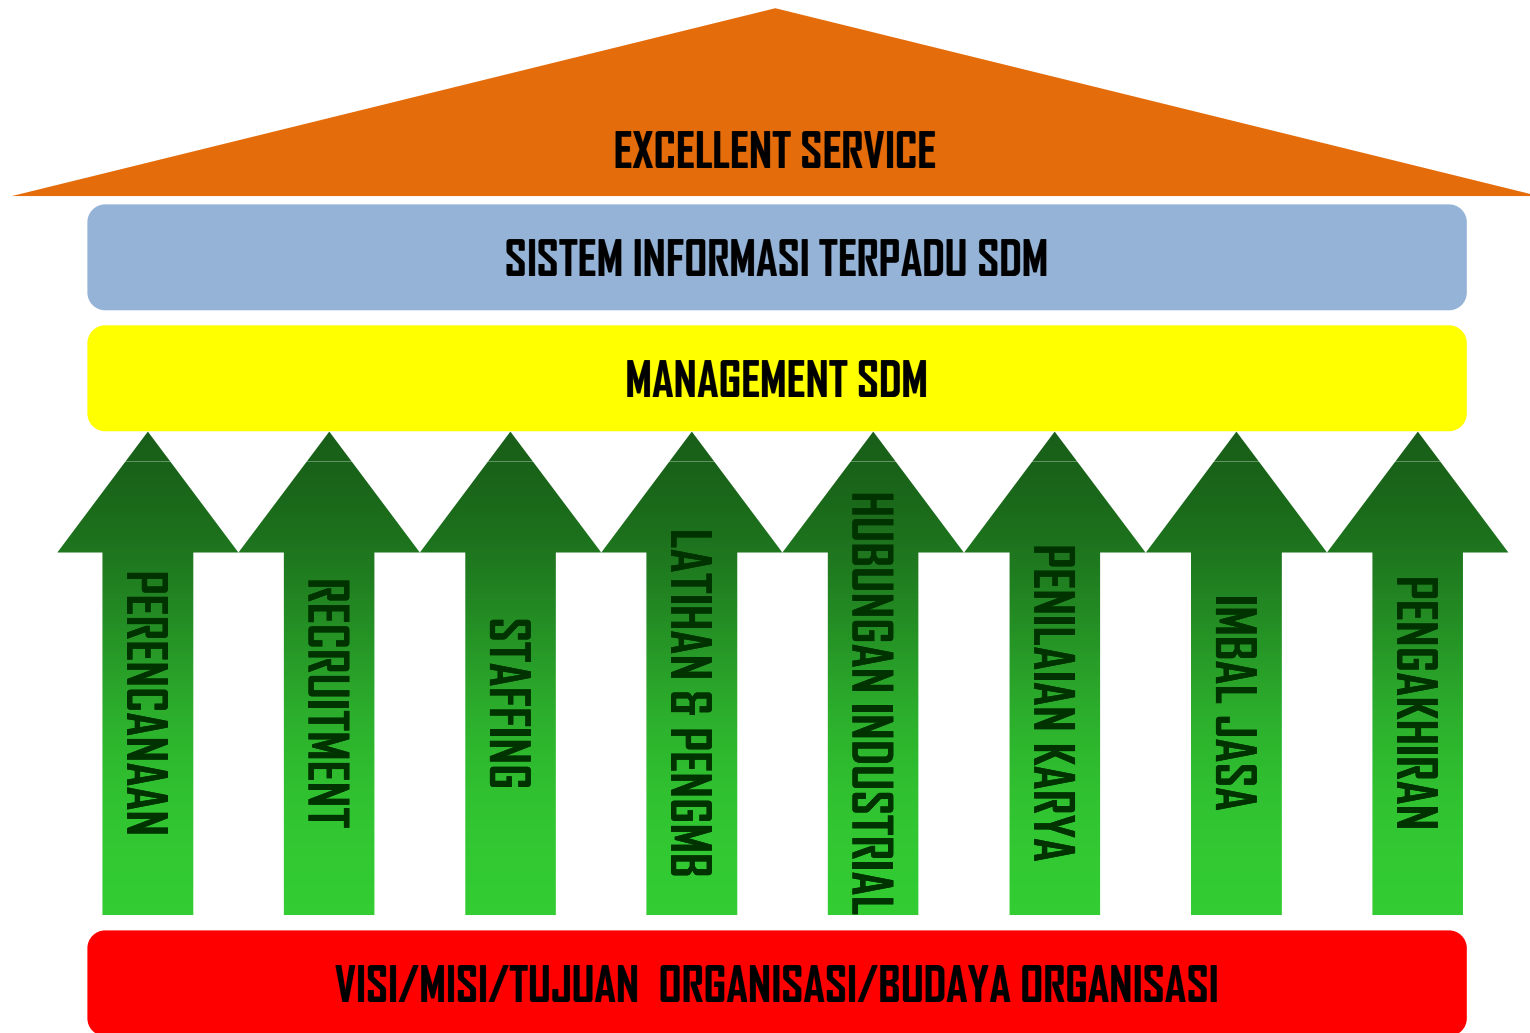 EXCELLENT SERVICE
SISTEM INFORMASI TERPADU SDM
MANAGEMENT SDM
PERENCANAAN
RECRUITMENT
STAFFING
LATIHAN & PENGMB
HUBUNGAN INDUSTRIAL
PENILAIAN KARYA
IMBAL JASA
PENGAKHIRAN
VISI/MISI/TUJUAN  ORGANISASI/BUDAYA ORGANISASI